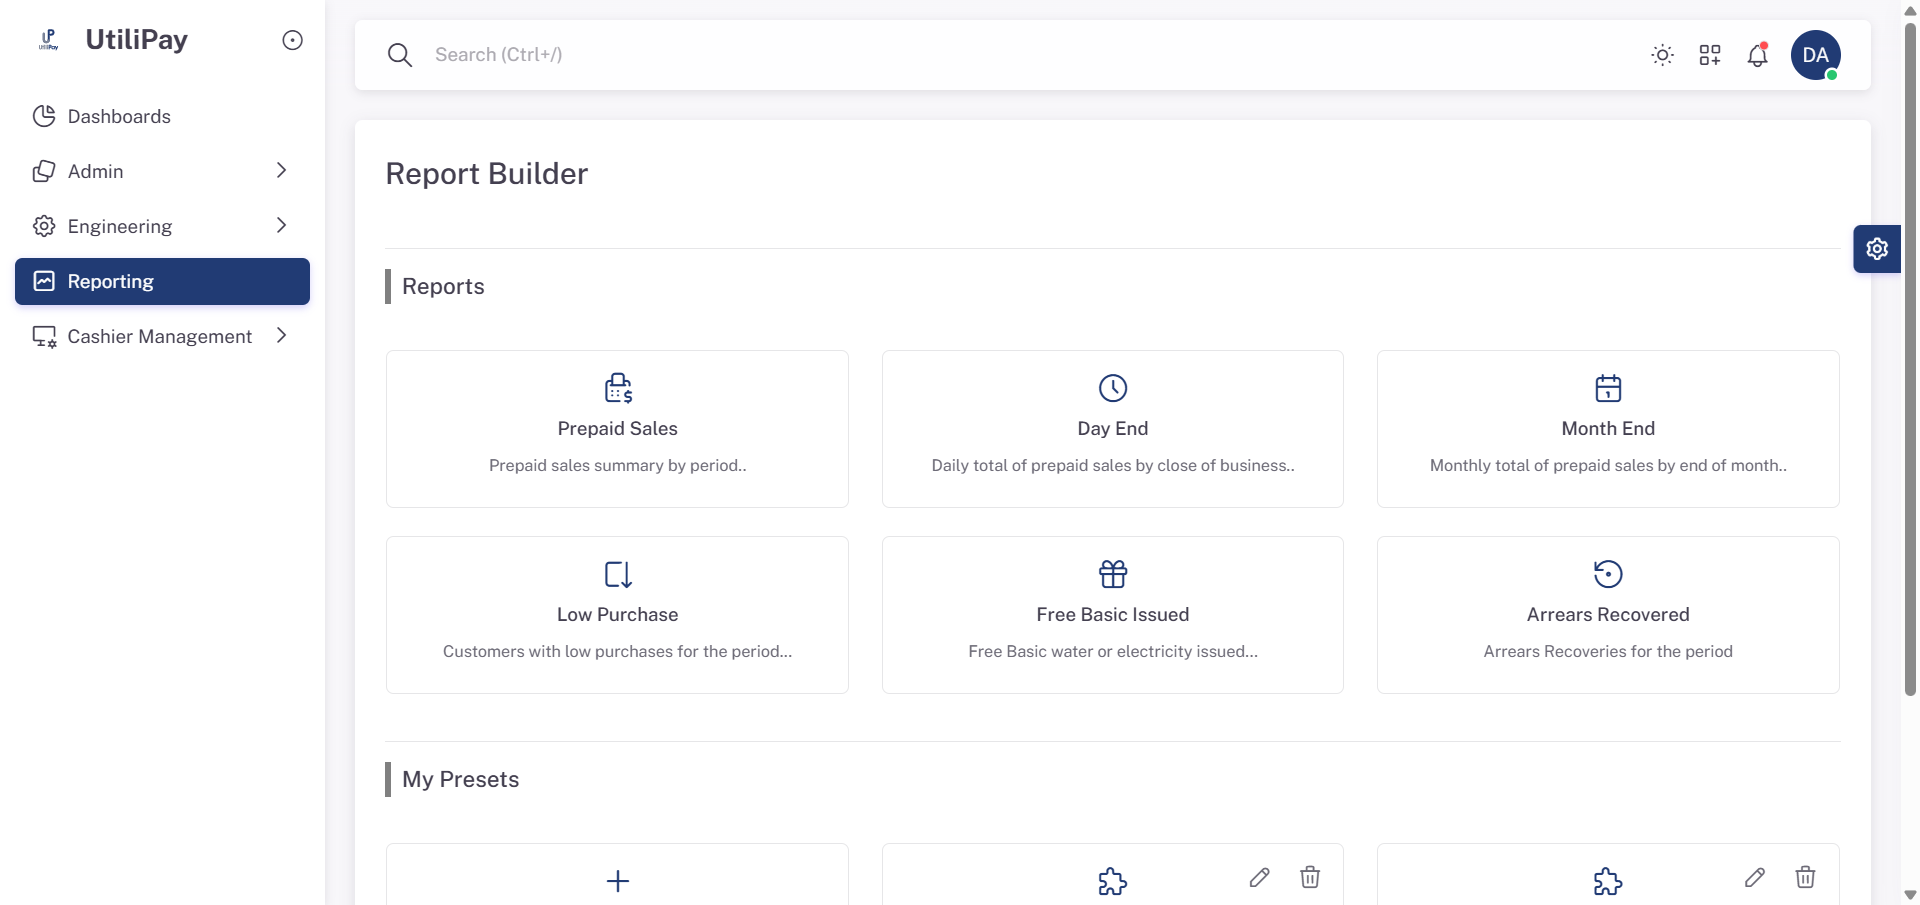 UP
UtiliPay
UtiliPay
Search (Ctrl+/)
DA
Dashboards
Admin
Engineering
Reporting
Cashier Management
Report Builder
Reports
Prepaid Sales
Prepaid sales summary by period..
Day End
Daily total of prepaid sales by close of business..
1
Month End
Monthly total of prepaid sales by end of month..
Low Purchase
Customers with low purchases for the period...
Free Basic Issued
Free Basic water or electricity issued...
Arrears Recovered
Arrears Recoveries for the period
My Presets